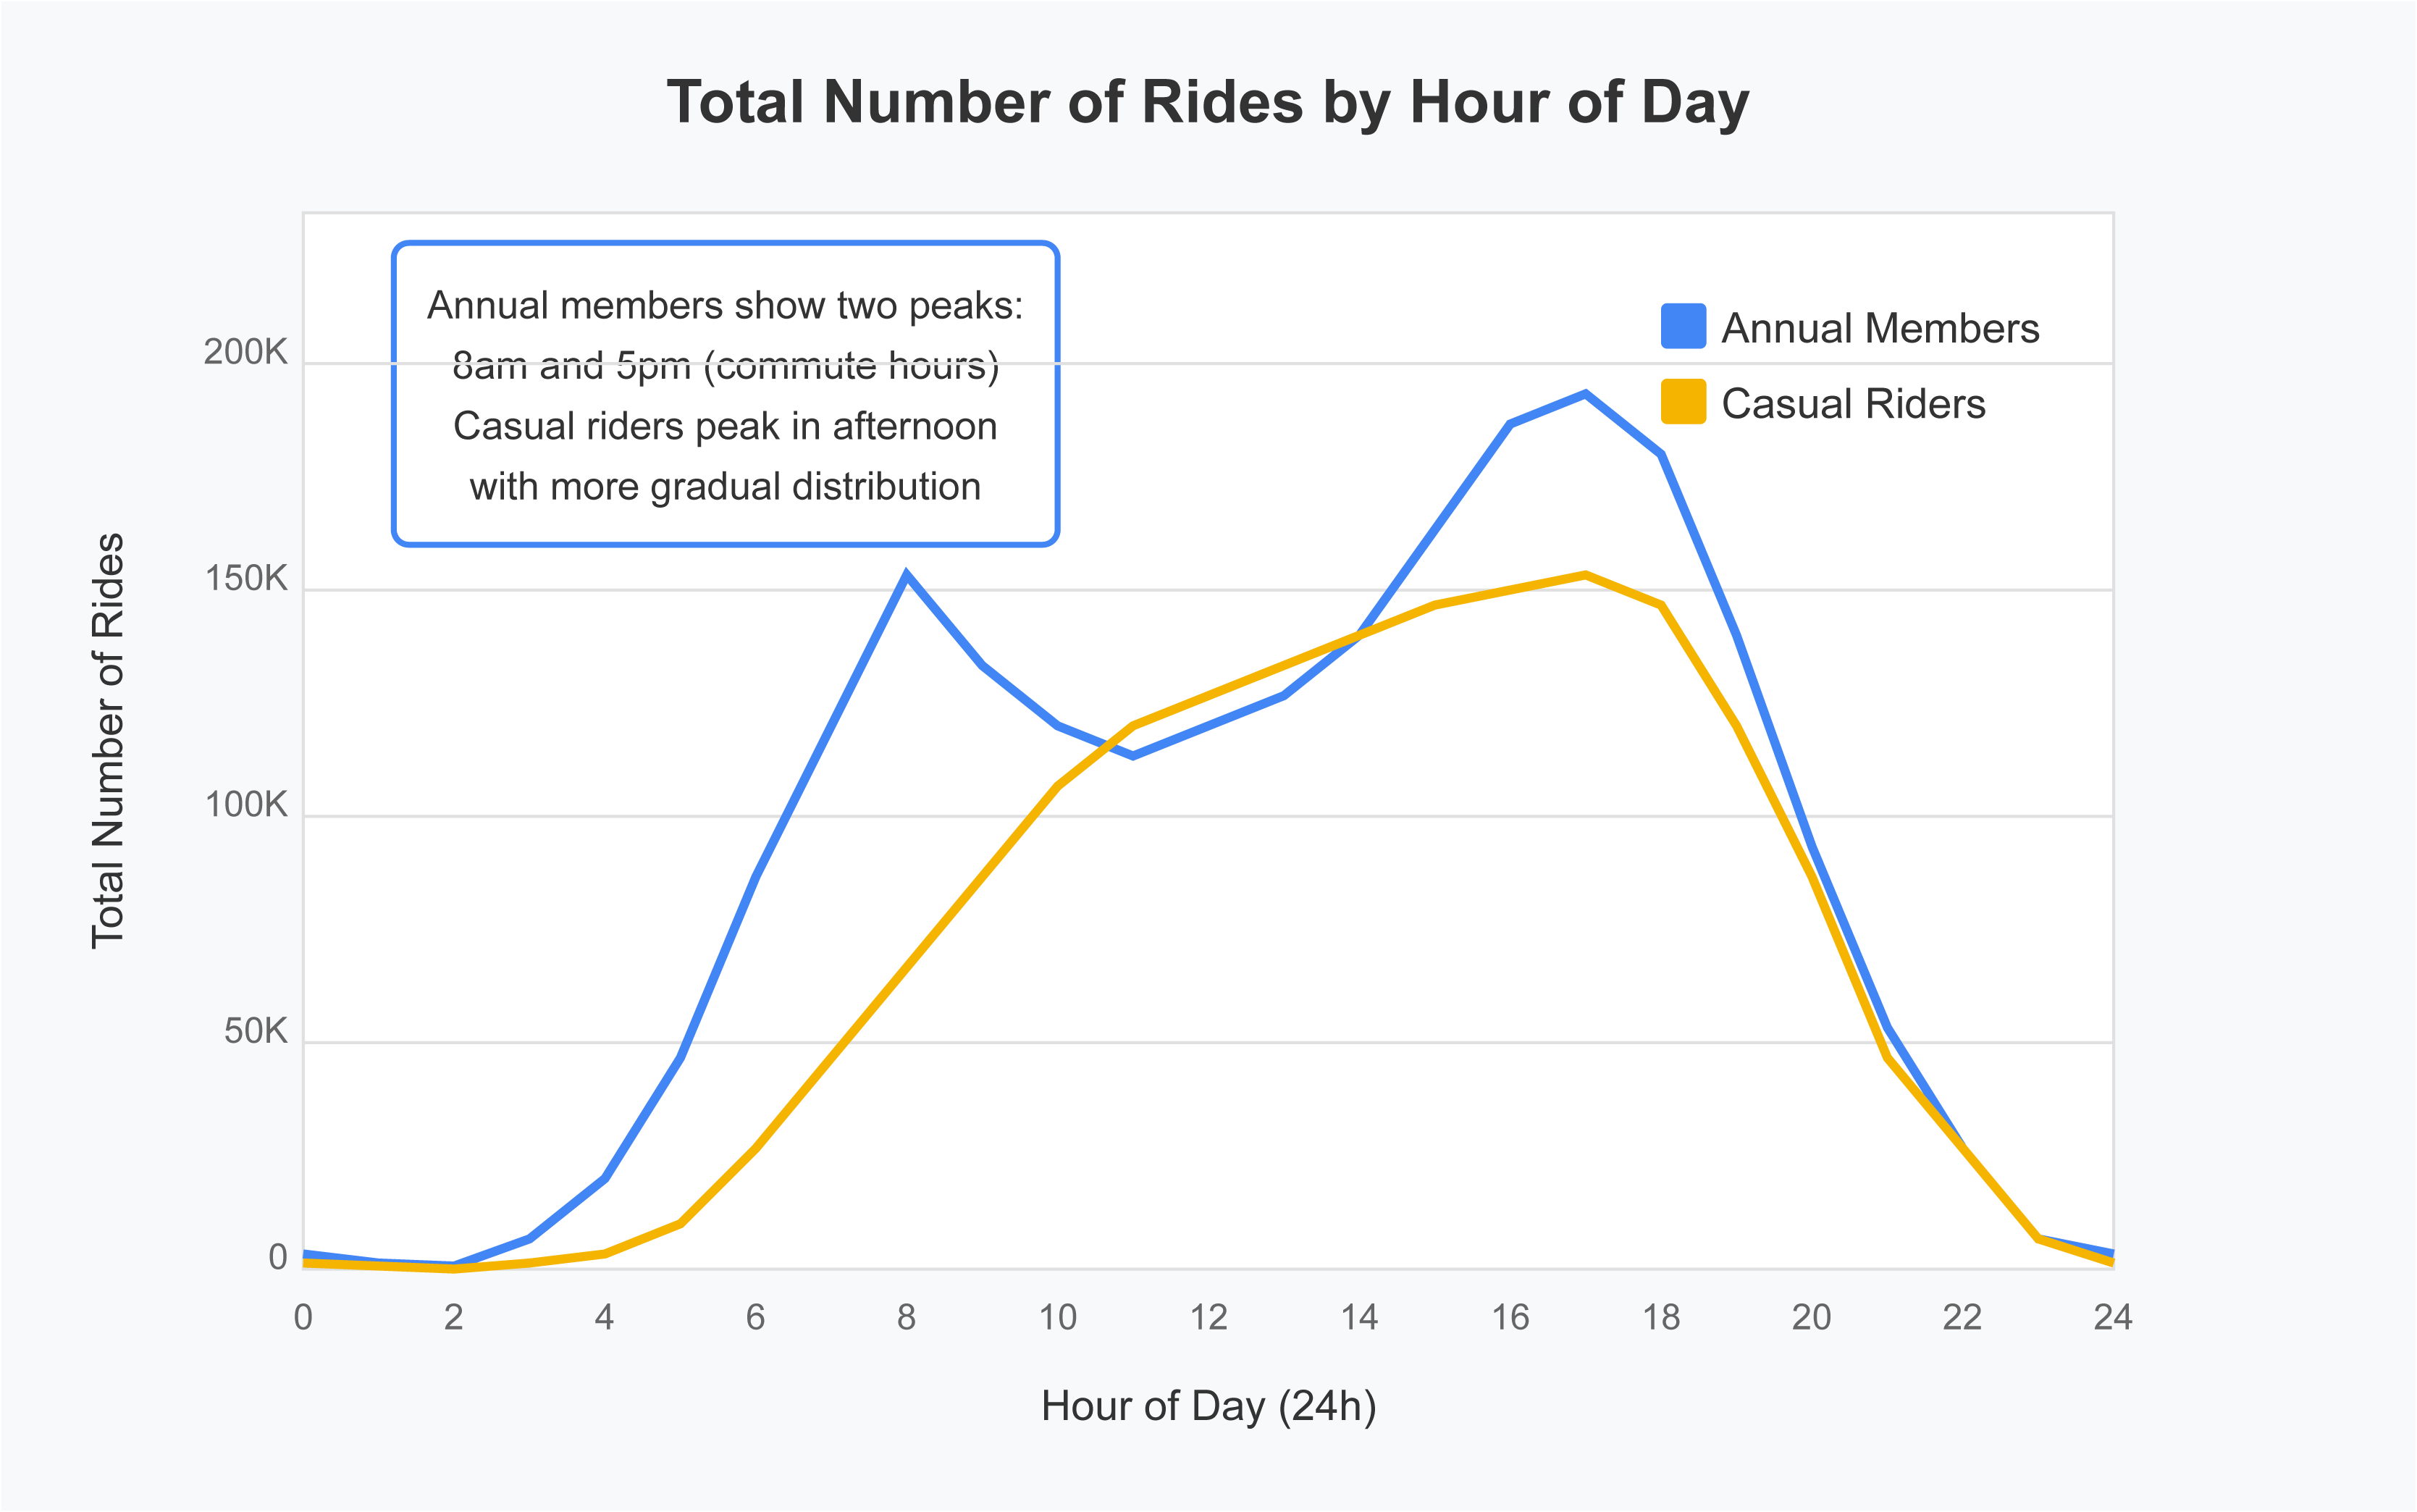 Total Number of Rides by Hour of Day
Annual members show two peaks:
8am and 5pm (commute hours)
Casual riders peak in afternoon
with more gradual distribution
Annual Members
Casual Riders
Total Number of Rides
200K
150K
100K
50K
0
0 2 4 6 8 10 12 14 16 18 20 22 24
Hour of Day (24h)